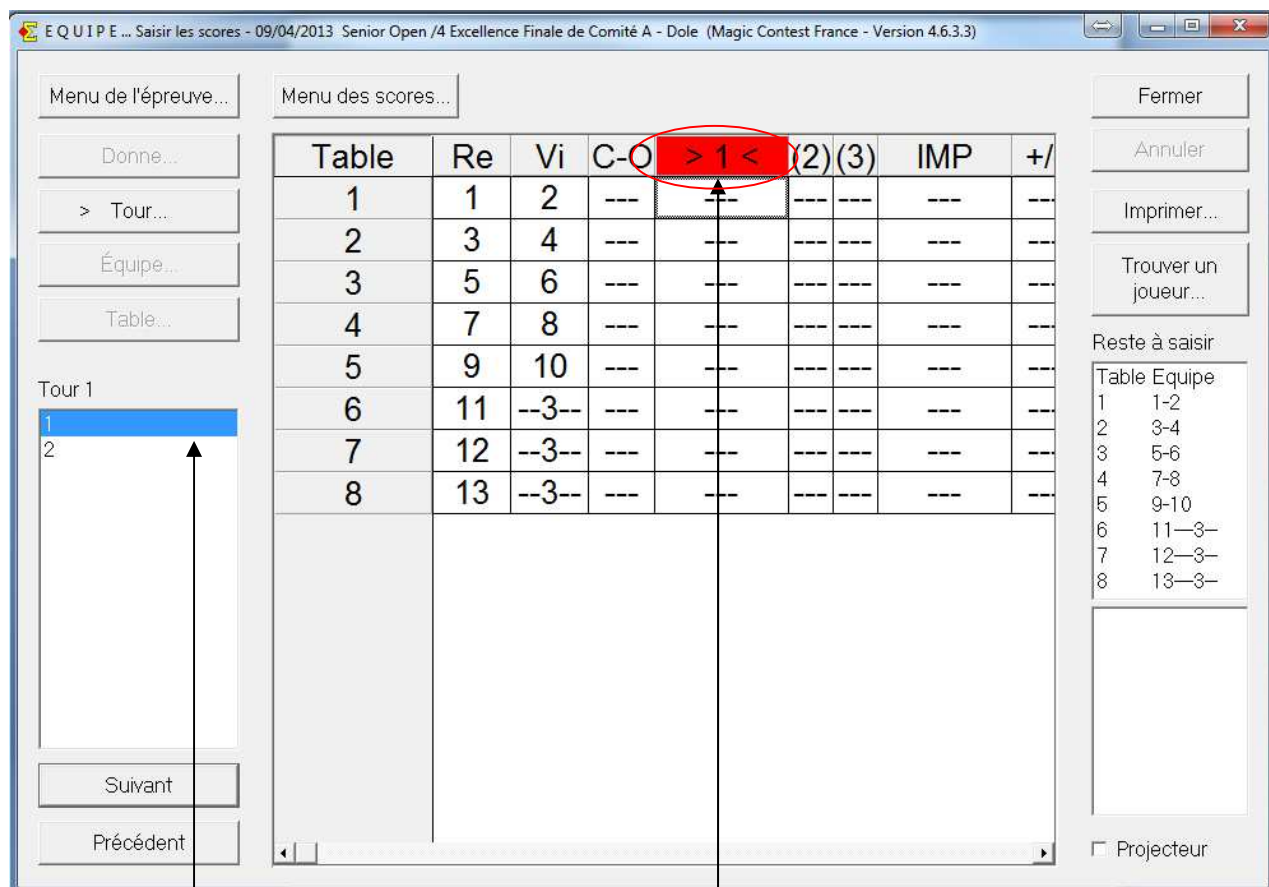 E Q U I P E ... Saisir les scores - 09/04/2013 Senior Open /4 Excellence Finale de Comité A - Dole (Magic Contest France - Version 4.6.3.3)
Menu de l'épreuve...
Menu des scores...
Fermer
Donne...
> Tour...
Équipe...
Table...
Tour 1
1
2
Suivant
Précédent
Table Re Vi C-O > 1 < (2) (3) IMP +/
1 1 2 --- --- --- --- --- ---
2 3 4 --- --- --- --- --- ---
3 5 6 --- --- --- --- --- ---
4 7 8 --- --- --- --- --- ---
5 9 10 --- --- --- --- --- ---
6 11 --3-- --- --- --- --- --- ---
7 12 --3-- --- --- --- --- --- ---
8 13 --3-- --- --- --- --- --- ---
Annuler
Imprimer...
Trouver un
joueur...
Reste à saisir
Table Equipe
1 1-2
2 3-4
3 5-6
4 7-8
5 9-10
6 11—3–
7 12—3–
8 13—3–
Projecteur